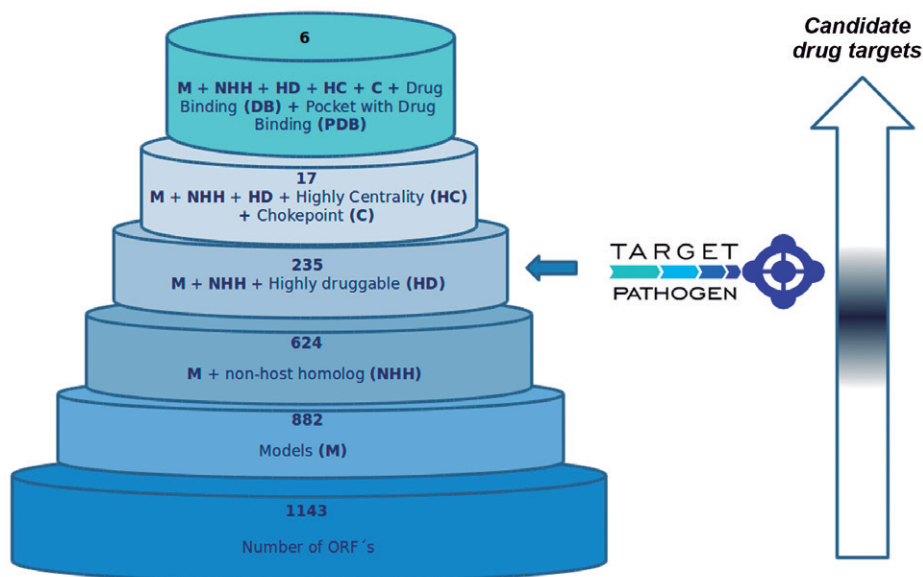 Candidate
drug targets
6
M + NHH + HD + HC + C + Drug
Binding (DB) + Pocket with Drug
Binding (PDB)
17
M + NHH + HD + Highly Centrality (HC)
+ Chokepoint (C)
235
M + NHH + Highly druggable (HD)
TARGET
PATHOGEN
624
M + non-host homolog (NHH)
882
Models (M)
1143
Number of ORF´s